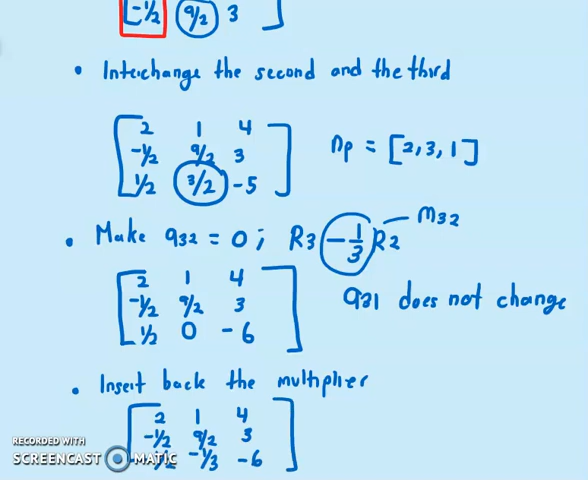 -1/2 9/2 3
• Interchange the second and the third
2 1 4
-1/2 9/2 3 np = [2,3,1]
1/2 3/2 -5
• Make a32 = 0; R3 - 1/3 R2 m32
2 1 4
-1/2 9/2 3 a21 does not change
1/2 0 -6
• Insert back the multiplier
2 1 4
-1/2 9/2 3
-1/3 -6
RECORDED WITH
SCREENCAST MATIC